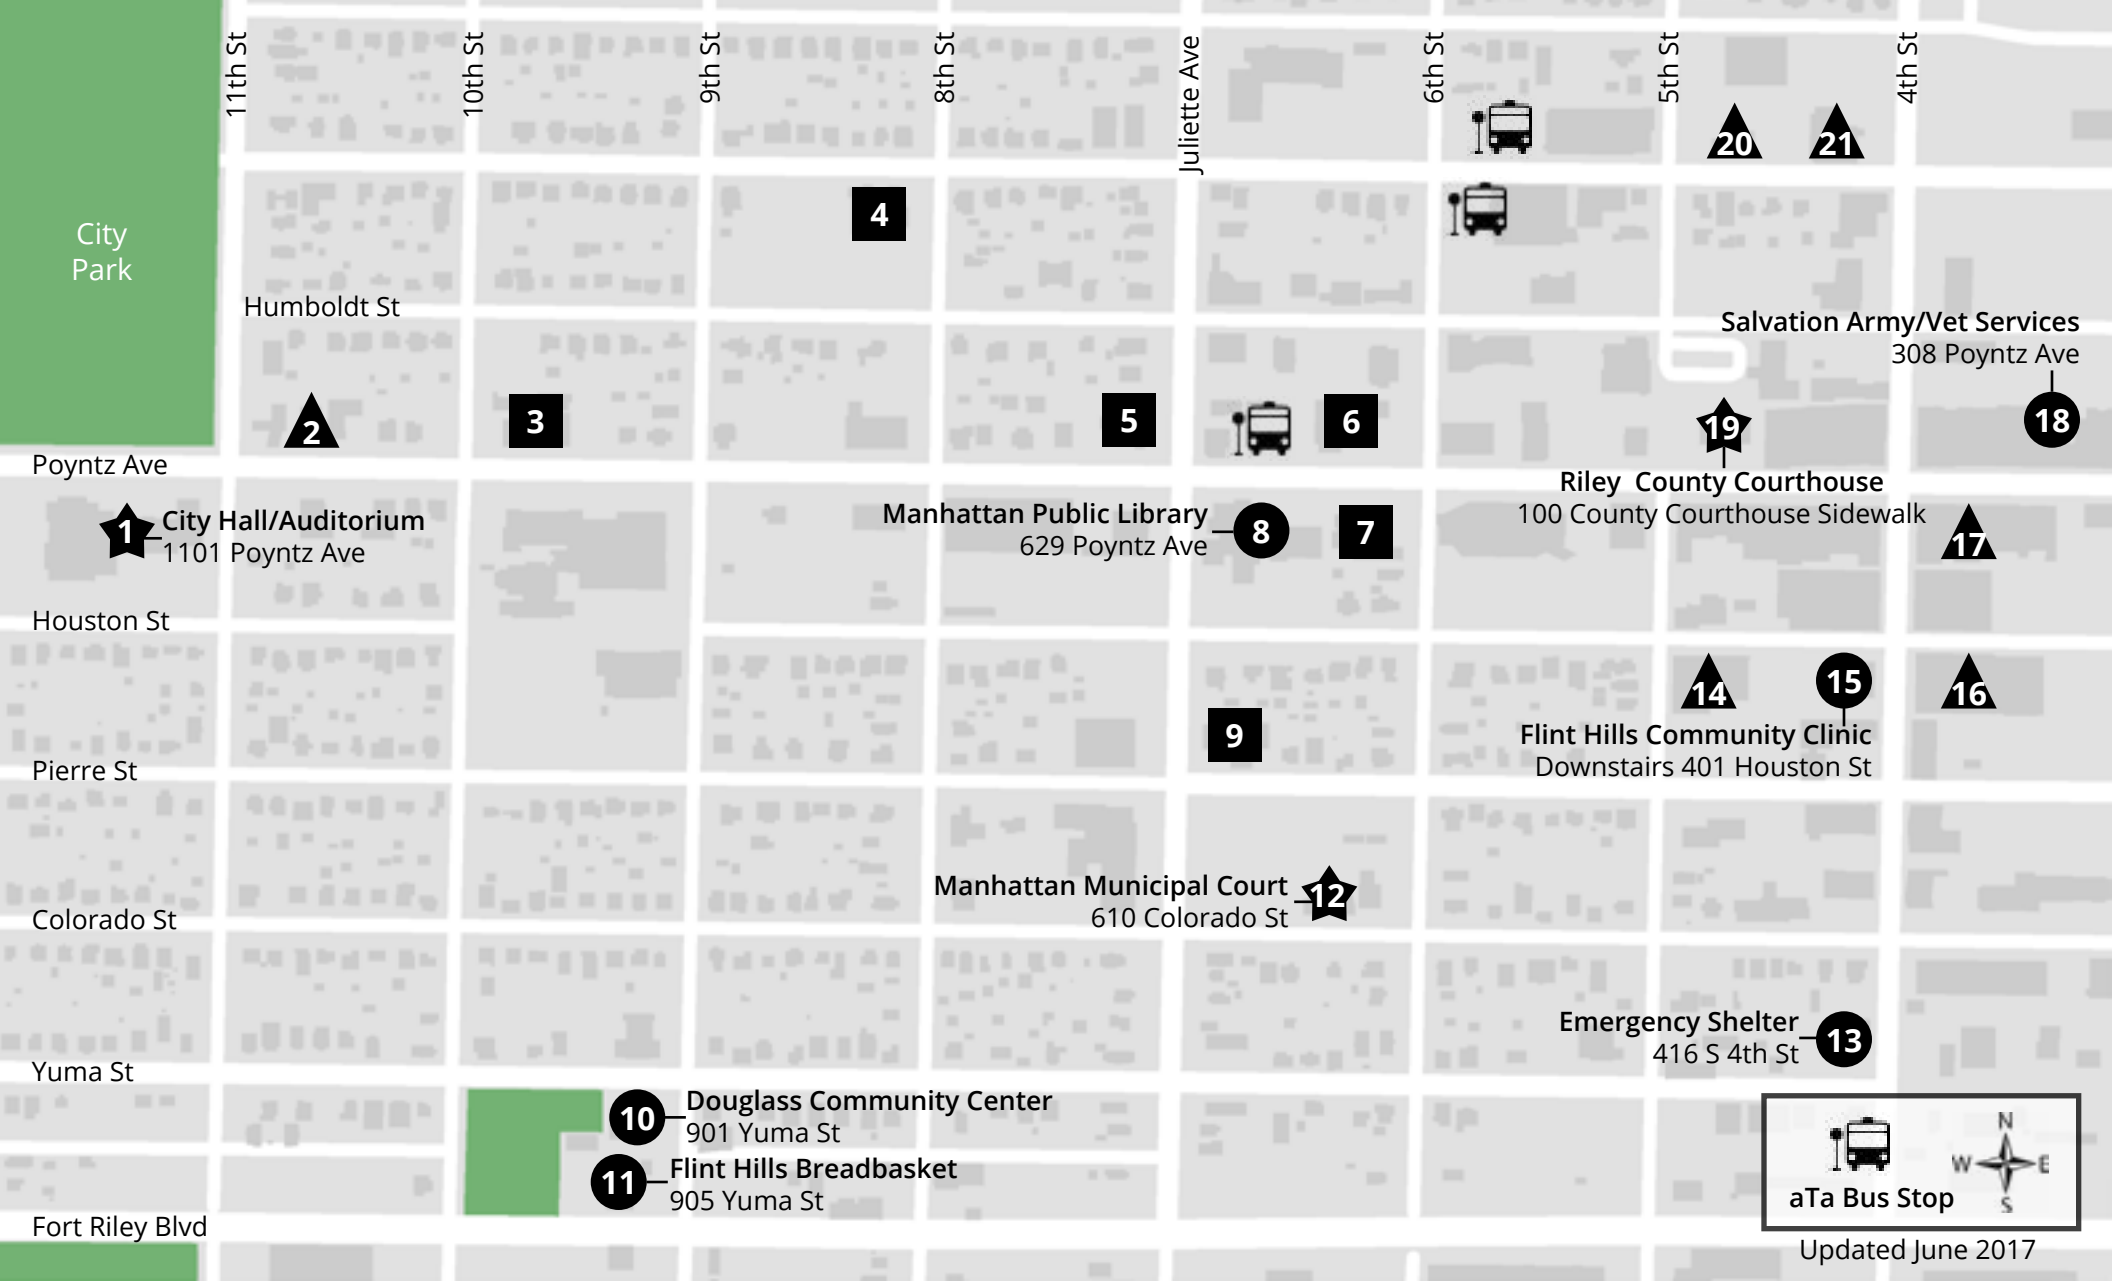 11th St
10th St
9th St
8th St
Juliette Ave
6th St
5th St
4th St
20
21
City
Park
4
Humboldt St
Salvation Army/Vet Services
308 Poyntz Ave
18
2
3
5
6
19
Poyntz Ave
Riley County Courthouse
100 County Courthouse Sidewalk
1
City Hall/Auditorium
1101 Poyntz Ave
Manhattan Public Library
629 Poyntz Ave
8
7
17
Houston St
14
15
16
9
Flint Hills Community Clinic
Downstairs 401 Houston St
Pierre St
Manhattan Municipal Court
610 Colorado St
12
Colorado St
Emergency Shelter
416 S 4th St
13
Yuma St
10
Douglass Community Center
901 Yuma St
11
Flint Hills Breadbasket
905 Yuma St
Fort Riley Blvd
N
W
E
S
aTa Bus Stop
Updated June 2017